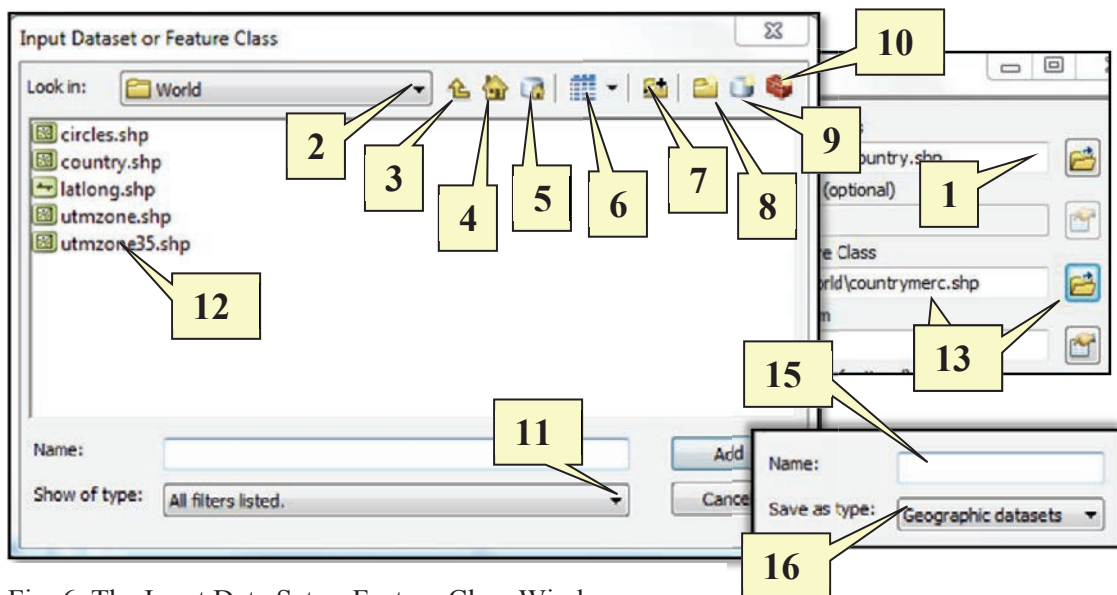 Input Dataset or Feature Class
10
Look in:
World
2
3
4
5
6
7
8
9
circles.shp
country.shp
latlong.shp
utmzone.shp
utmzone35.shp
12
ountry.shp
1
(optional)
re Class
rld\countrymerc.shp
13
15
11
Name:
Add
Show of type:
All filters listed.
Cance
Name:
Save as type:
Geographic datasets
16